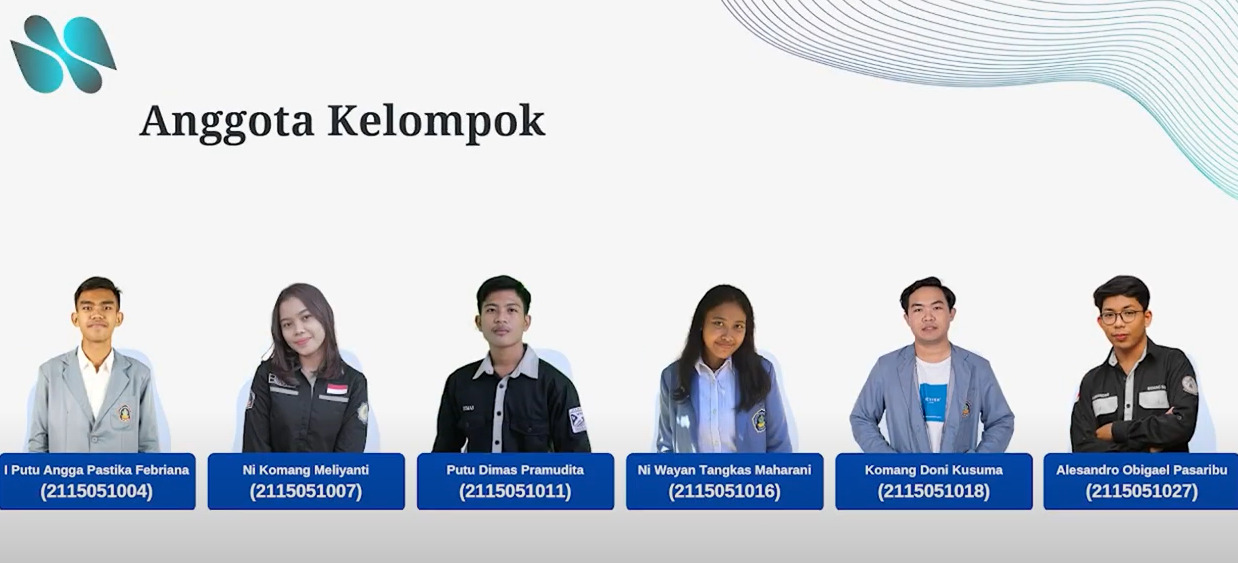 Anggota Kelompok
I Putu Angga Pastika Febriana
(2115051004)
Ni Komang Meliyanti
(2115051007)
Putu Dimas Pramudita
(2115051011)
Ni Wayan Tangkas Maharani
(2115051016)
Komang Doni Kusuma
(2115051018)
Alesandro Obigael Pasaribu
(2115051027)